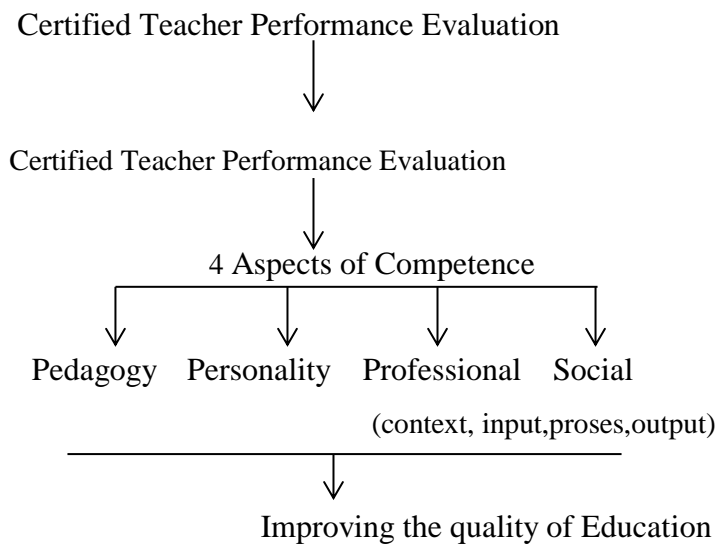 Certified Teacher Performance Evaluation
Certified Teacher Performance Evaluation
4 Aspects of Competence
Pedagogy Personality Professional Social
(context, input,proses,output)
Improving the quality of Education